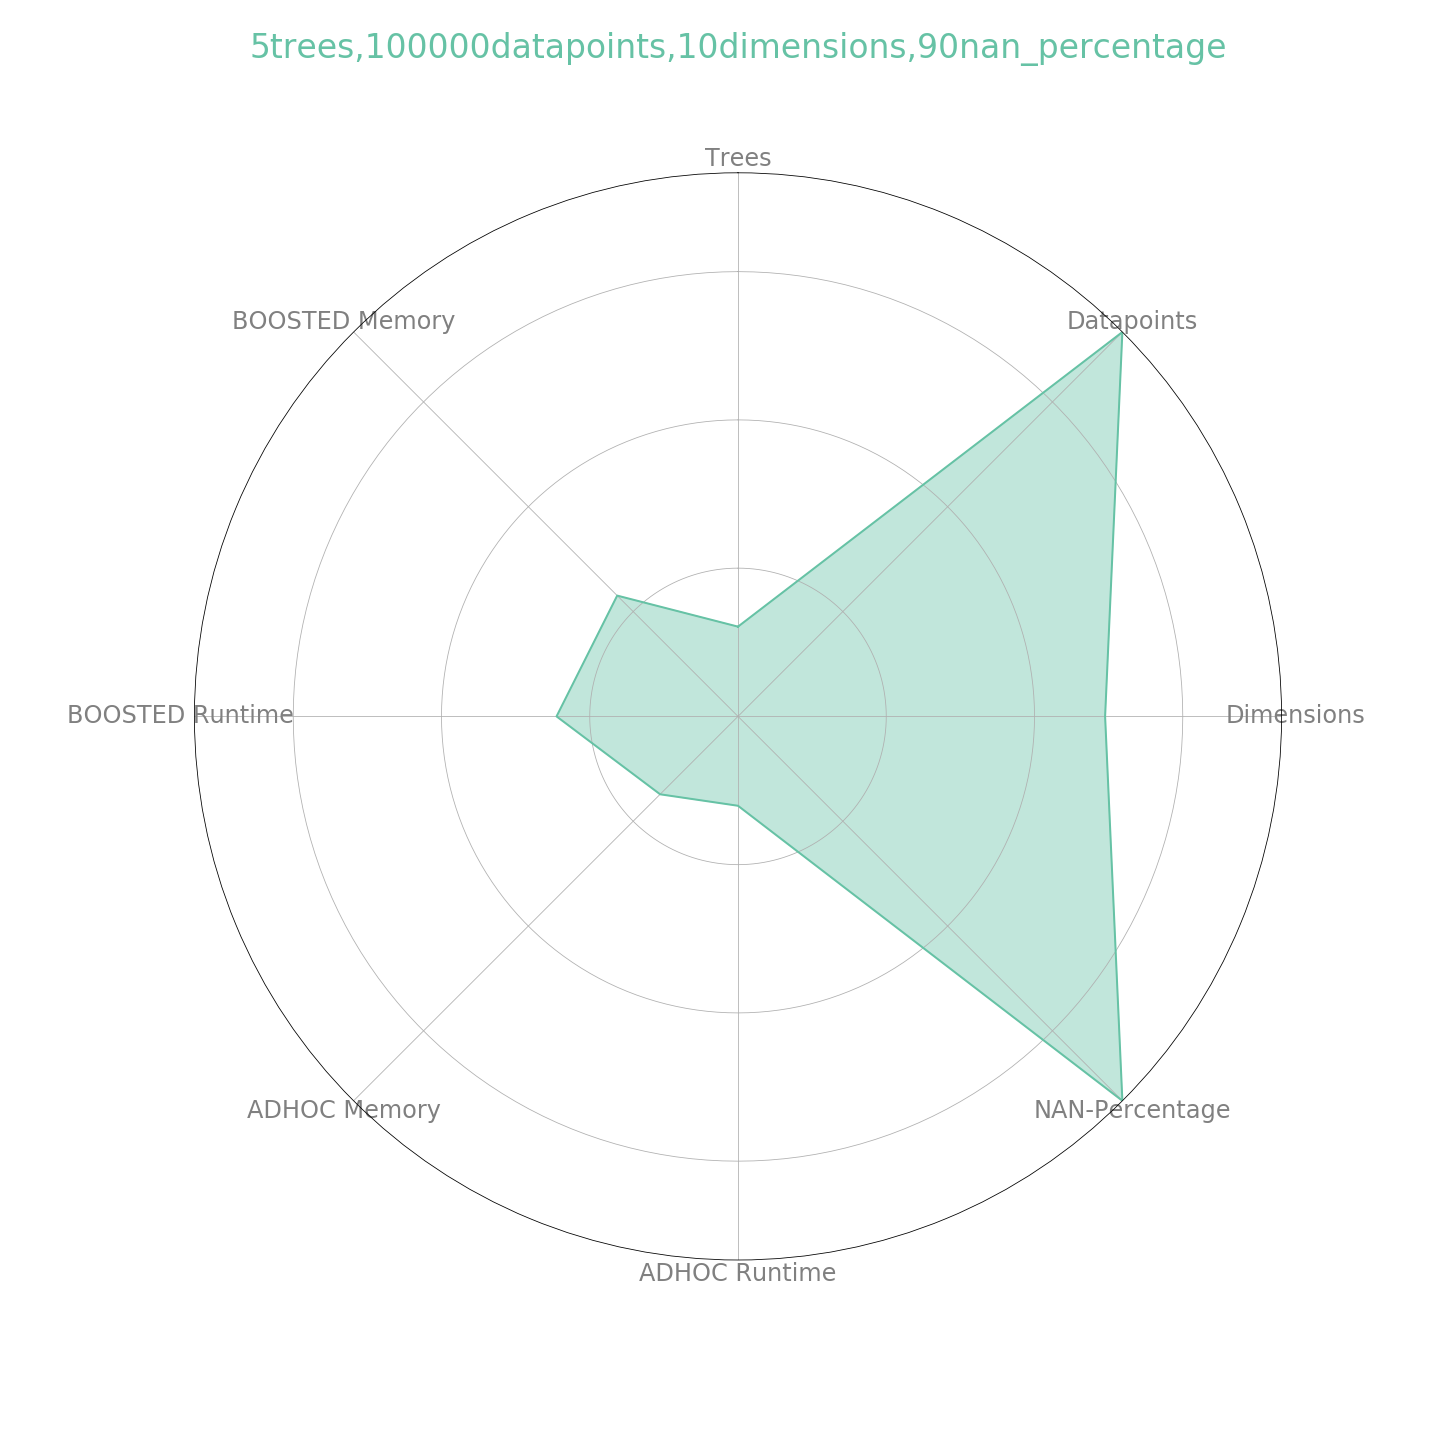 5trees,100000datapoints,10dimensions,90nan_percentage
Trees
BOOSTED Memory
Datapoints
BOOSTED Runtime
Dimensions
ADHOC Memory
NAN-Percentage
ADHOC Runtime